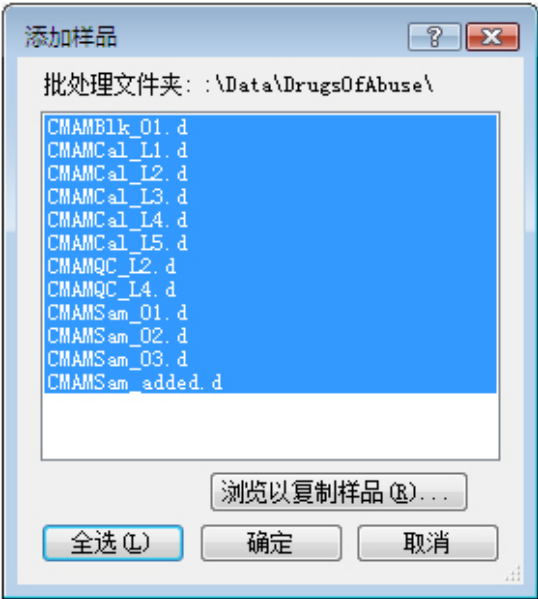 添加样品
批处理文件夹: :\Data\DrugsOfAbuse\
CMAMBlk_01.d
CMAMCal_L1.d
CMAMCal_L2.d
CMAMCal_L3.d
CMAMCal_L4.d
CMAMCal_L5.d
CMAMQC_L2.d
CMAMQC_L4.d
CMAMSam_01.d
CMAMSam_02.d
CMAMSam_03.d
CMAMSam_added.d
浏览以复制样品(R)...
全选(L) 确定 取消